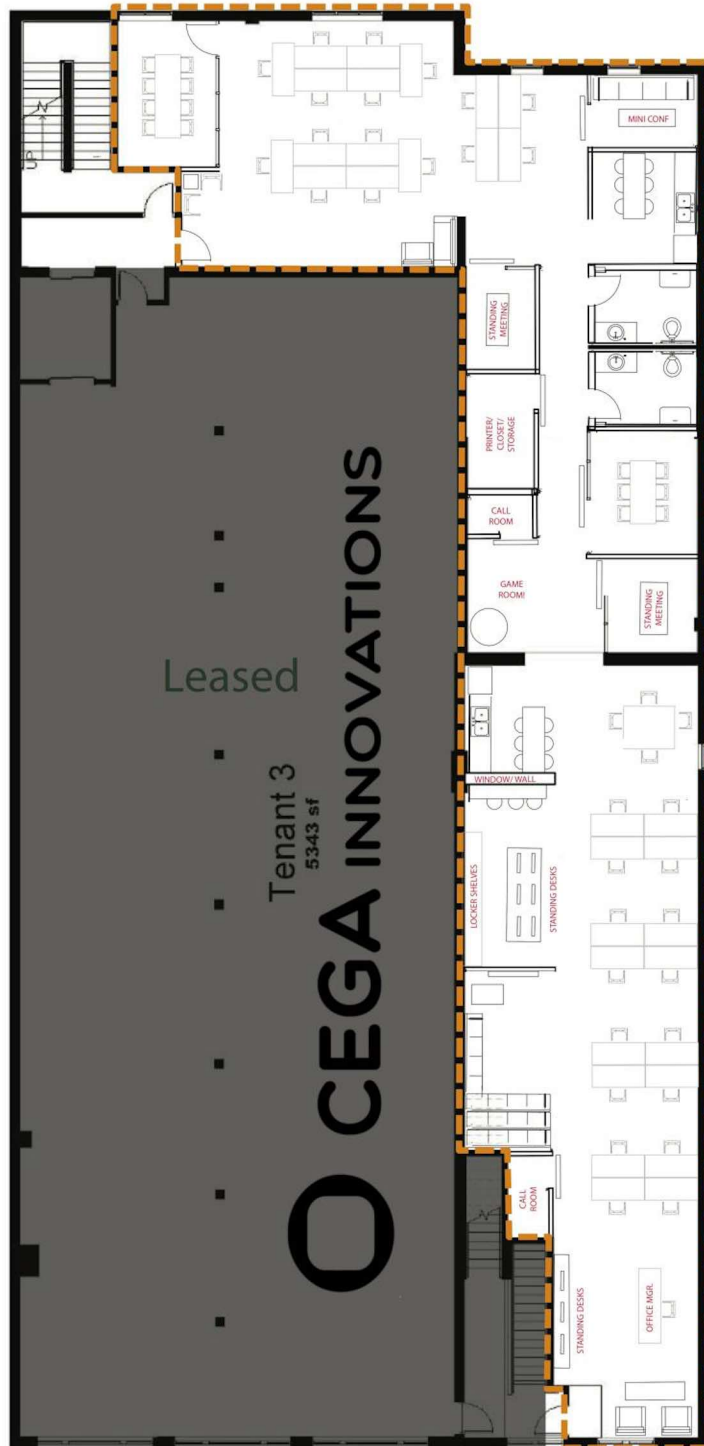 UP
MINI CONF
STANDING
MEETING
PRINTER/
CLOSET/
STORAGE
CALL
ROOM
GAME
ROOM!
STANDING
MEETING
Leased
Tenant 3
5343 sf
CEGA INNOVATIONS
WINDOW/ WALL
LOCKER SHELVES
STANDING DESKS
CALL
ROOM
STANDING DESKS
OFFICE MGR.